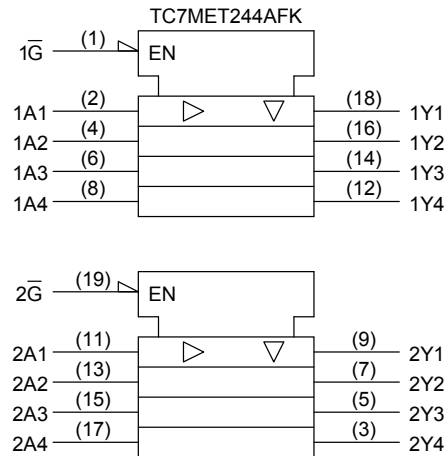 TC7MET244AFK
1G̅ (1) EN
1A1 (2) (18) 1Y1
1A2 (4) (16) 1Y2
1A3 (6) (14) 1Y3
1A4 (8) (12) 1Y4
2G̅ (19) EN
2A1 (11) (9) 2Y1
2A2 (13) (7) 2Y2
2A3 (15) (5) 2Y3
2A4 (17) (3) 2Y4